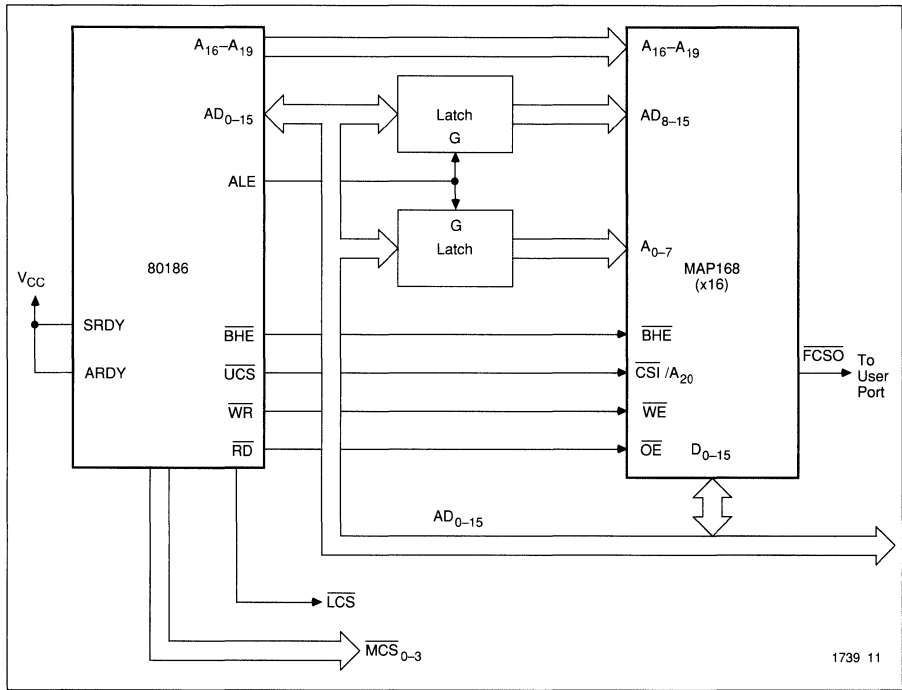 A16–A19
AD0–15
ALE
80186
VCC
SRDY
ARDY
BHE
UCS
WR
RD
Latch
G
G
Latch
A16–A19
AD8–15
A0–7
MAP168
(x16)
BHE
CSI /A20
WE
OE
D0–15
FCSO
To
User
Port
AD0–15
LCS
MCS0–3
1739 11